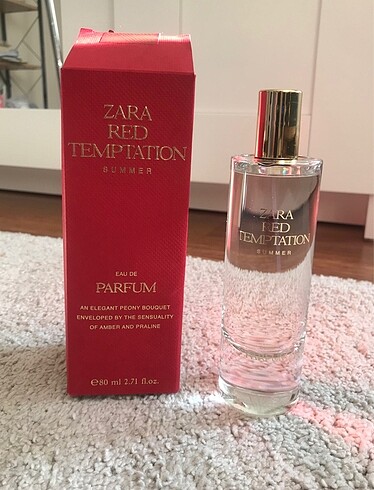 ZARA
RED
TEMPTATION
SUMMER
EAU DE
PARFUM
AN ELEGANT PEONY BOUQUET
ENVELOPED BY THE SENSUALITY
OF AMBER AND PRALINE
℮80 ml 2.71 fl.oz.
ZARA
RED
TEMPTATION
SUMMER